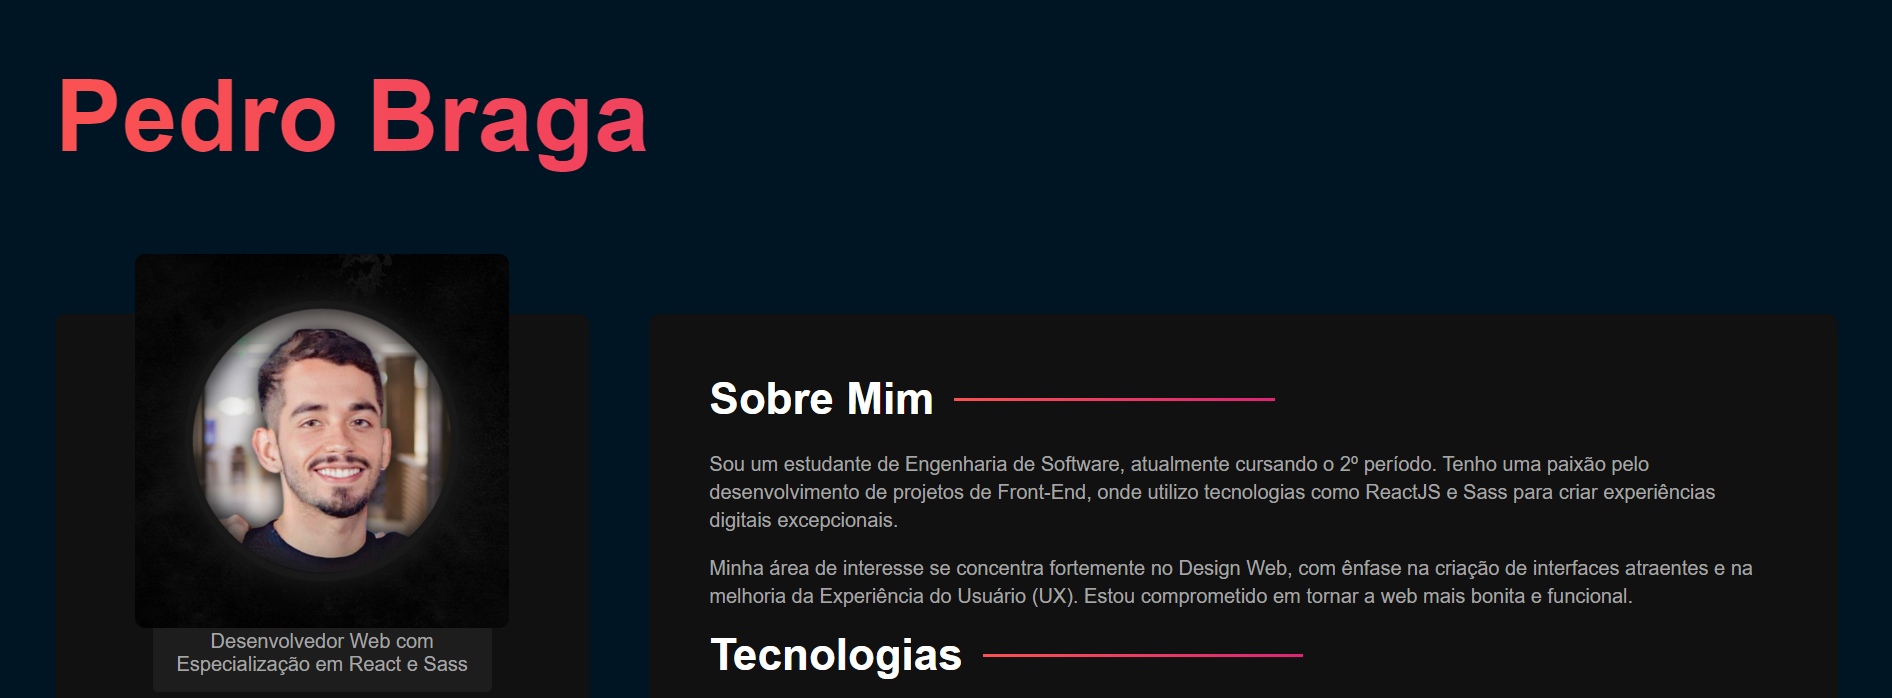 Pedro Braga
Desenvolvedor Web com
Especialização em React e Sass
Sobre Mim
Sou um estudante de Engenharia de Software, atualmente cursando o 2º período. Tenho uma paixão pelo
desenvolvimento de projetos de Front-End, onde utilizo tecnologias como ReactJS e Sass para criar experiências
digitais excepcionais.
Minha área de interesse se concentra fortemente no Design Web, com ênfase na criação de interfaces atraentes e na
melhoria da Experiência do Usuário (UX). Estou comprometido em tornar a web mais bonita e funcional.
Tecnologias